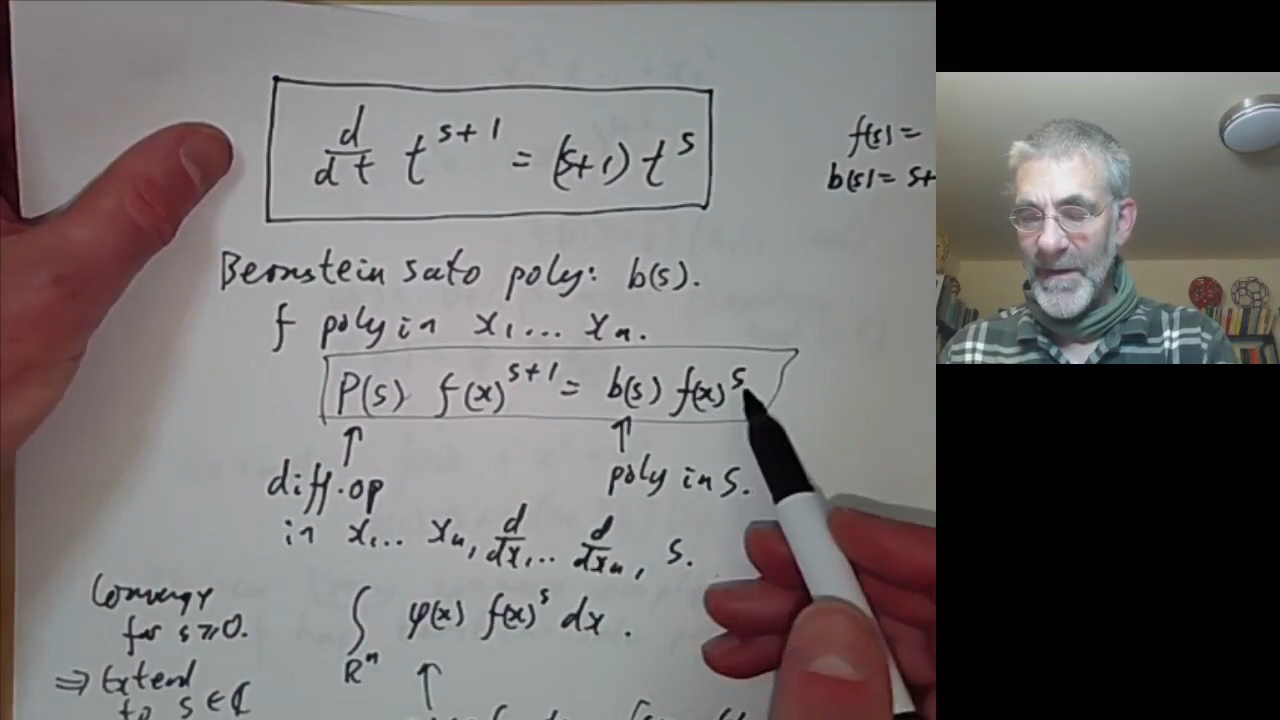 d/dt t^{s+1} = (s+1) t^s
f(s) =
b(s) = s+
Bernstein sato poly: b(s).
f poly in x₁... xₙ.
P(s) f(x)^{s+1} = b(s) f(x)^s
↑ ↑
diff.op poly in s.
in x₁... xₙ, d/dx₁... d/dxₙ, s.
∫_{Rⁿ} φ(x) f(x)^s dx.
for s≥0.
⇒ Extend
to s ∈ ℂ
↑